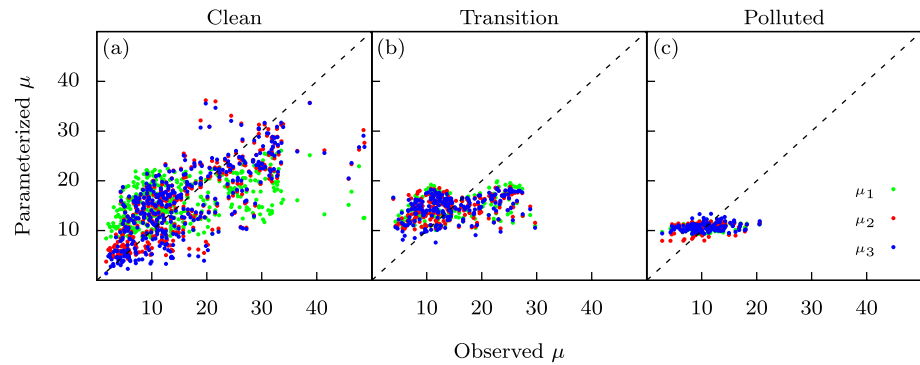 Clean Transition Polluted
(a) (b) (c)
Parameterized μ
40
30
20
10
μ1
μ2
μ3
10 20 30 40 10 20 30 40 10 20 30 40
Observed μ